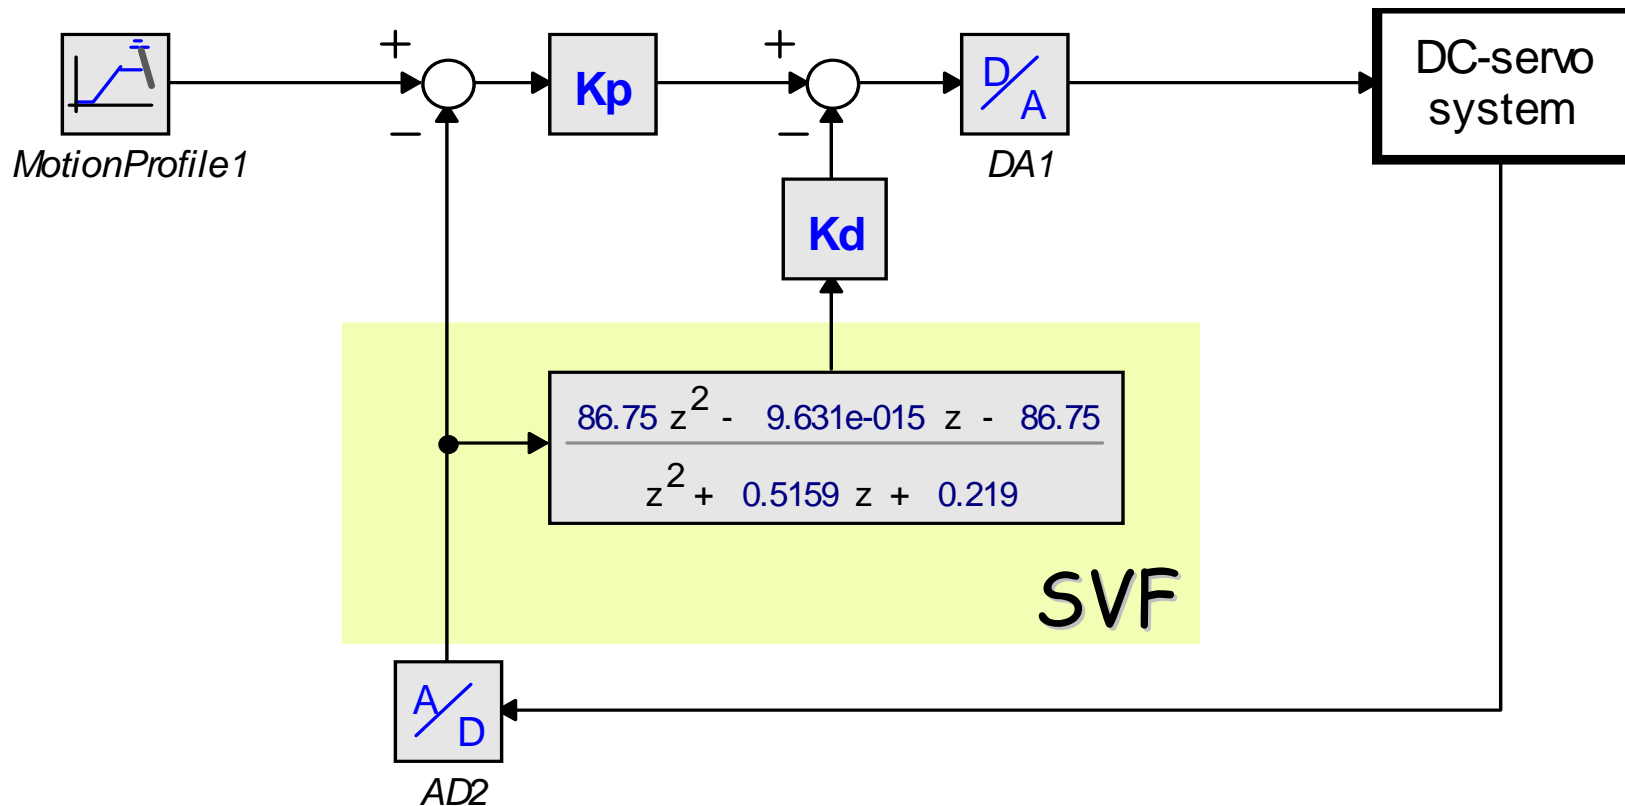 +
−
MotionProfile1
Kp
+
−
D/A
DA1
DC-servo
system
Kd
86.75 z² - 9.631e-015 z - 86.75
z² + 0.5159 z + 0.219
SVF
A/D
AD2